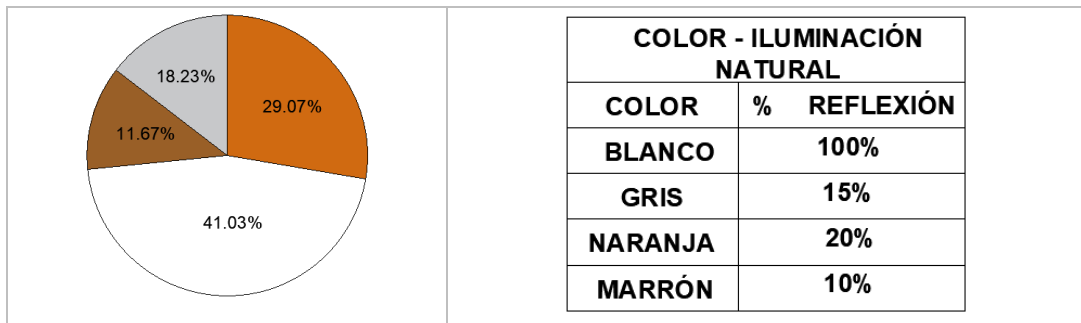 18.23%
29.07%
11.67%
41.03%
COLOR - ILUMINACIÓN
NATURAL
COLOR % REFLEXIÓN
BLANCO 100%
GRIS 15%
NARANJA 20%
MARRÓN 10%